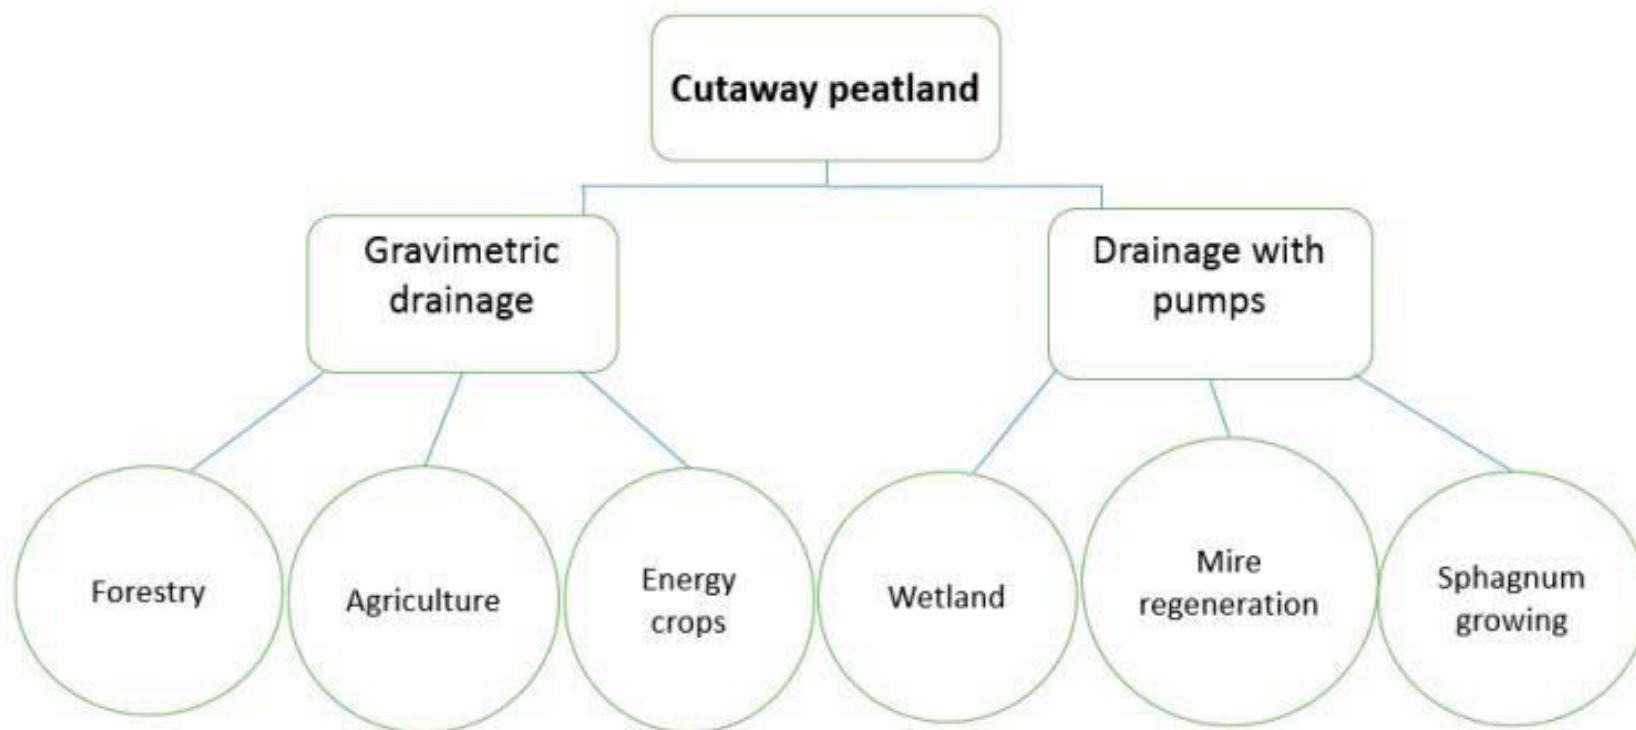 Cutaway peatland
Gravimetric
drainage
Drainage with
pumps
Forestry
Agriculture
Energy
crops
Wetland
Mire
regeneration
Sphagnum
growing